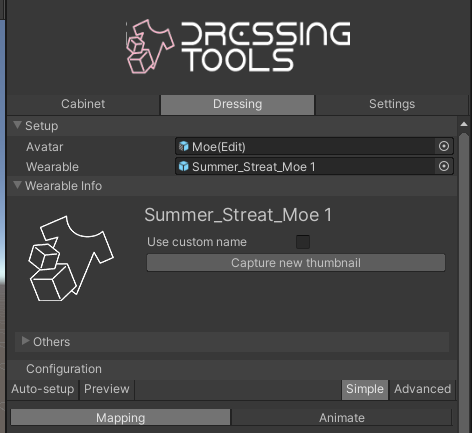 DRESSING
TOOLS
Cabinet Dressing Settings
Setup
Avatar Moe(Edit)
Wearable Summer_Streat_Moe 1
Wearable Info
Summer_Streat_Moe 1
Use custom name
Capture new thumbnail
Others
Configuration
Auto-setup Preview Simple Advanced
Mapping Animate